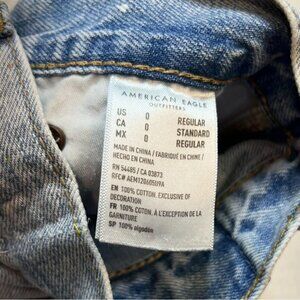 AMERICAN EAGLE
OUTFITTERS
US 0 REGULAR
CA 0 STANDARD
MX 0 REGULAR
MADE IN CHINA / FABRIQUÉ EN CHINE /
HECHO EN CHINA
RN 54485 / CA 03873
RFC# AEM1206050J9A
EN 100% COTTON. EXCLUSIVE OF
DECORATION
FR 100% COTON. À L'EXCEPTION DE LA
GARNITURE
SP 100% algodón